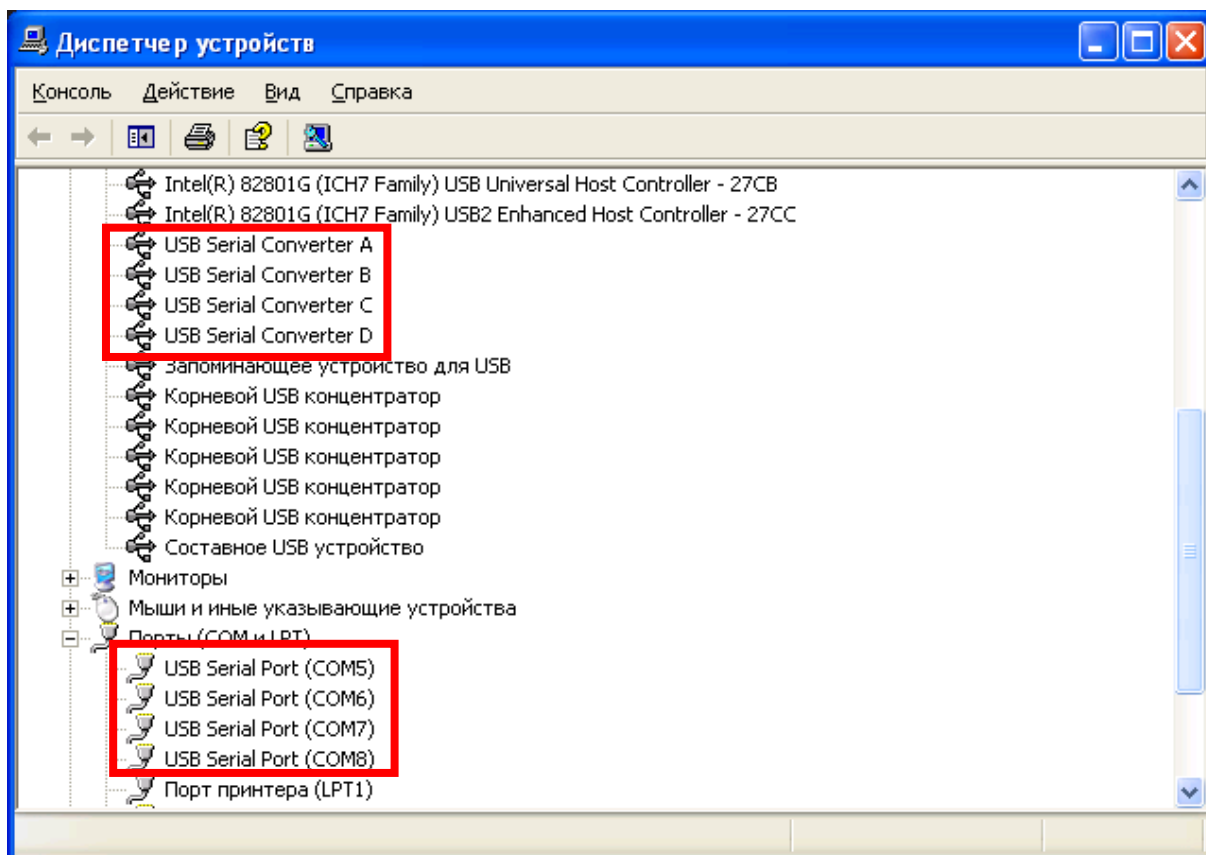 Диспетчер устройств
Консоль Действие Вид Справка
Intel(R) 82801G (ICH7 Family) USB Universal Host Controller - 27CB
Intel(R) 82801G (ICH7 Family) USB2 Enhanced Host Controller - 27CC
USB Serial Converter A
USB Serial Converter B
USB Serial Converter C
USB Serial Converter D
Запоминающее устройство для USB
Корневой USB концентратор
Корневой USB концентратор
Корневой USB концентратор
Корневой USB концентратор
Корневой USB концентратор
Составное USB устройство
Мониторы
Мыши и иные указывающие устройства
Порты (COM и LPT)
USB Serial Port (COM5)
USB Serial Port (COM6)
USB Serial Port (COM7)
USB Serial Port (COM8)
Порт принтера (LPT1)